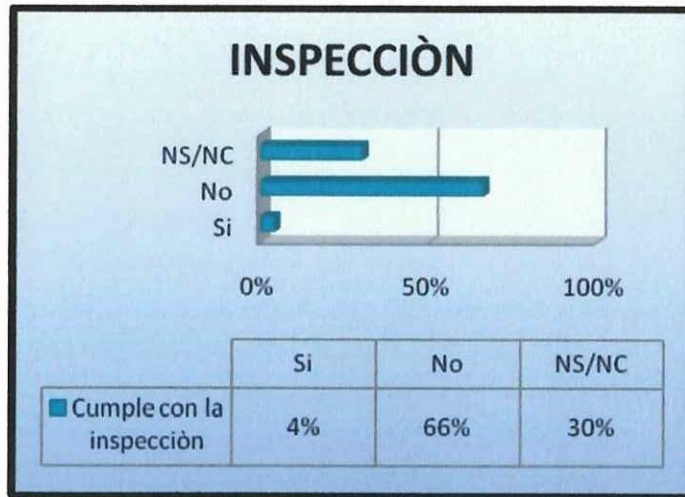 INSPECCIÒN
NS/NC
No
Si
0% 50% 100%
Si No NS/NC
Cumple con la
inspecciòn
4% 66% 30%